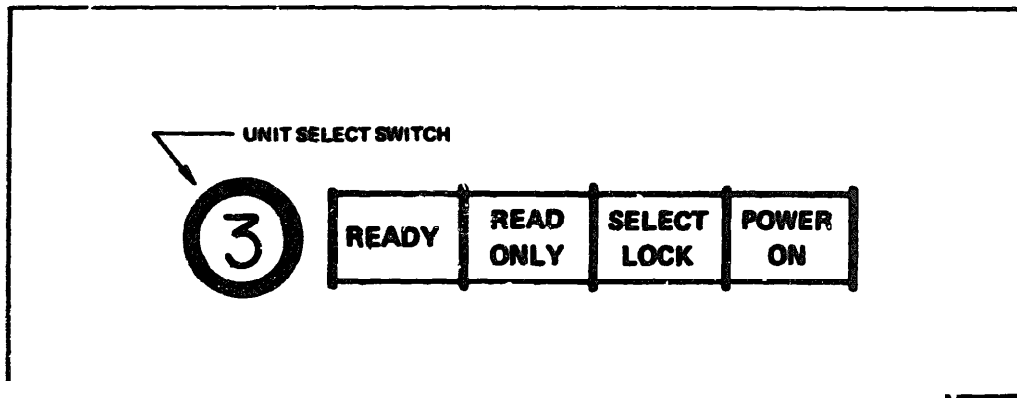 UNIT SELECT SWITCH
3
READY
READ
ONLY
SELECT
LOCK
POWER
ON